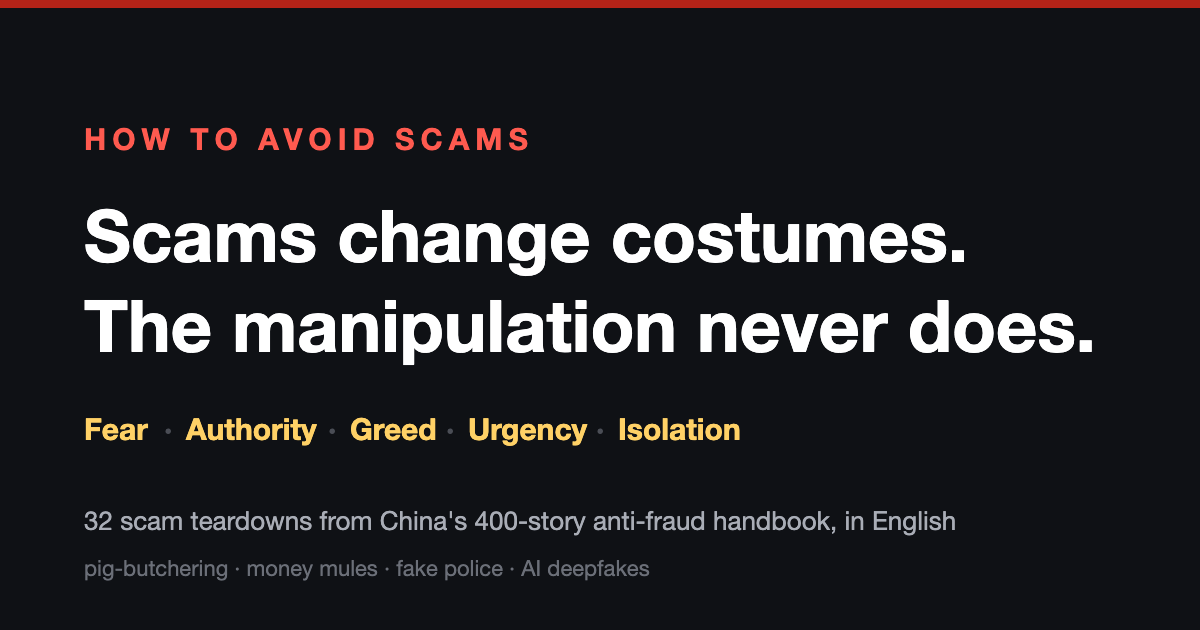 HOW TO AVOID SCAMS
Scams change costumes.
The manipulation never does.
Fear · Authority · Greed · Urgency · Isolation
32 scam teardowns from China's 400-story anti-fraud handbook, in English
pig-butchering · money mules · fake police · AI deepfakes